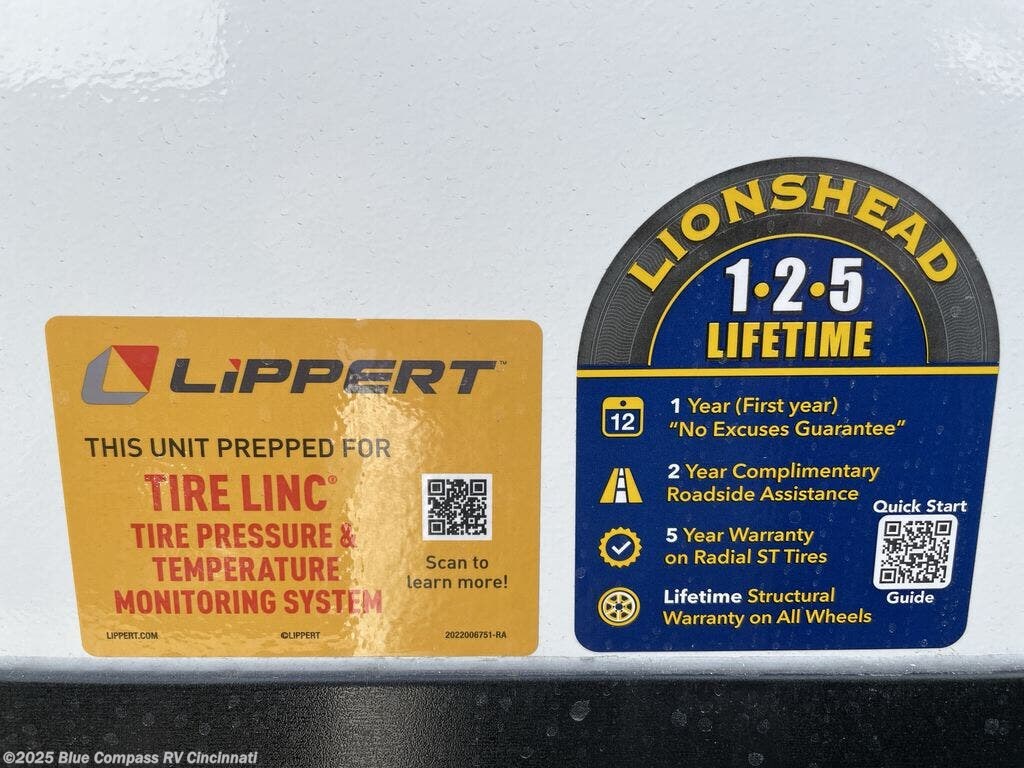 LiPPERT™
THIS UNIT PREPPED FOR
TIRE LINC®
TIRE PRESSURE &
TEMPERATURE
MONITORING SYSTEM
Scan to
learn more!
LIPPERT.COM
©LIPPERT
2022006751-RA
LIONSHEAD
1•2•5
LIFETIME
12
1 Year (First year)
"No Excuses Guarantee"
2 Year Complimentary
Roadside Assistance
5 Year Warranty
on Radial ST Tires
Lifetime Structural
Warranty on All Wheels
Quick Start
Guide
©2025 Blue Compass RV Cincinnati